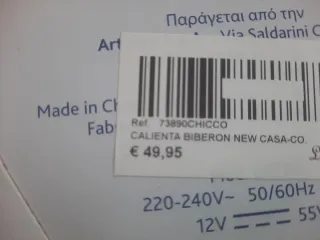 Παράγεται από την
Art
Via Saldarini C
Made in Ch
Fab
Ref. 73890CHICCO
CALIENTA BIBERON NEW CASA-CO.
€ 49,95
220-240V~ 50/60Hz
12V 55